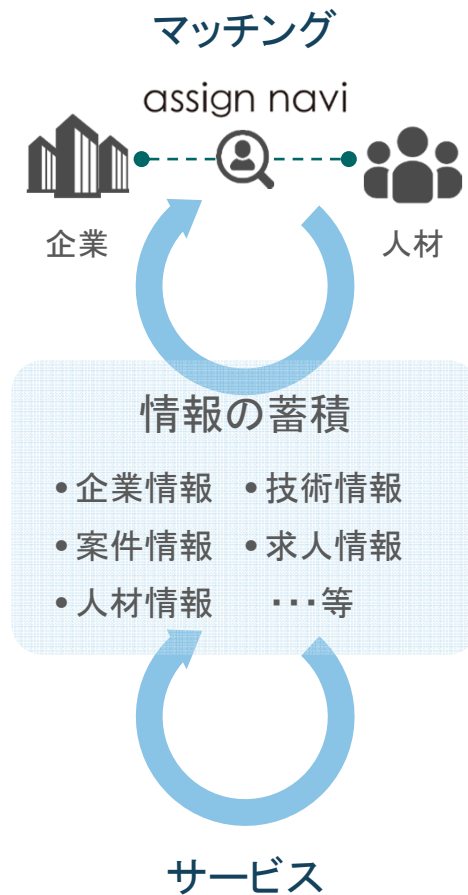 マッチング
assign navi
企業 人材
情報の蓄積
•企業情報 •技術情報
•案件情報 •求人情報
•人材情報 ・・・等
サービス